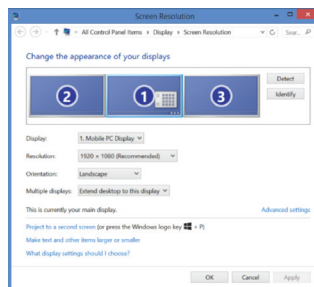 Screen Resolution
All Control Panel Items › Display › Screen Resolution
Sear...
Change the appearance of your displays
2
1
3
Detect
Identify
Display: 1. Mobile PC Display
Resolution: 1920 × 1080 (Recommended)
Orientation: Landscape
Multiple displays: Extend desktop to this display
This is currently your main display.
Advanced settings
Project to a second screen (or press the Windows logo key + P)
Make text and other items larger or smaller
What display settings should I choose?
OK
Cancel
Apply